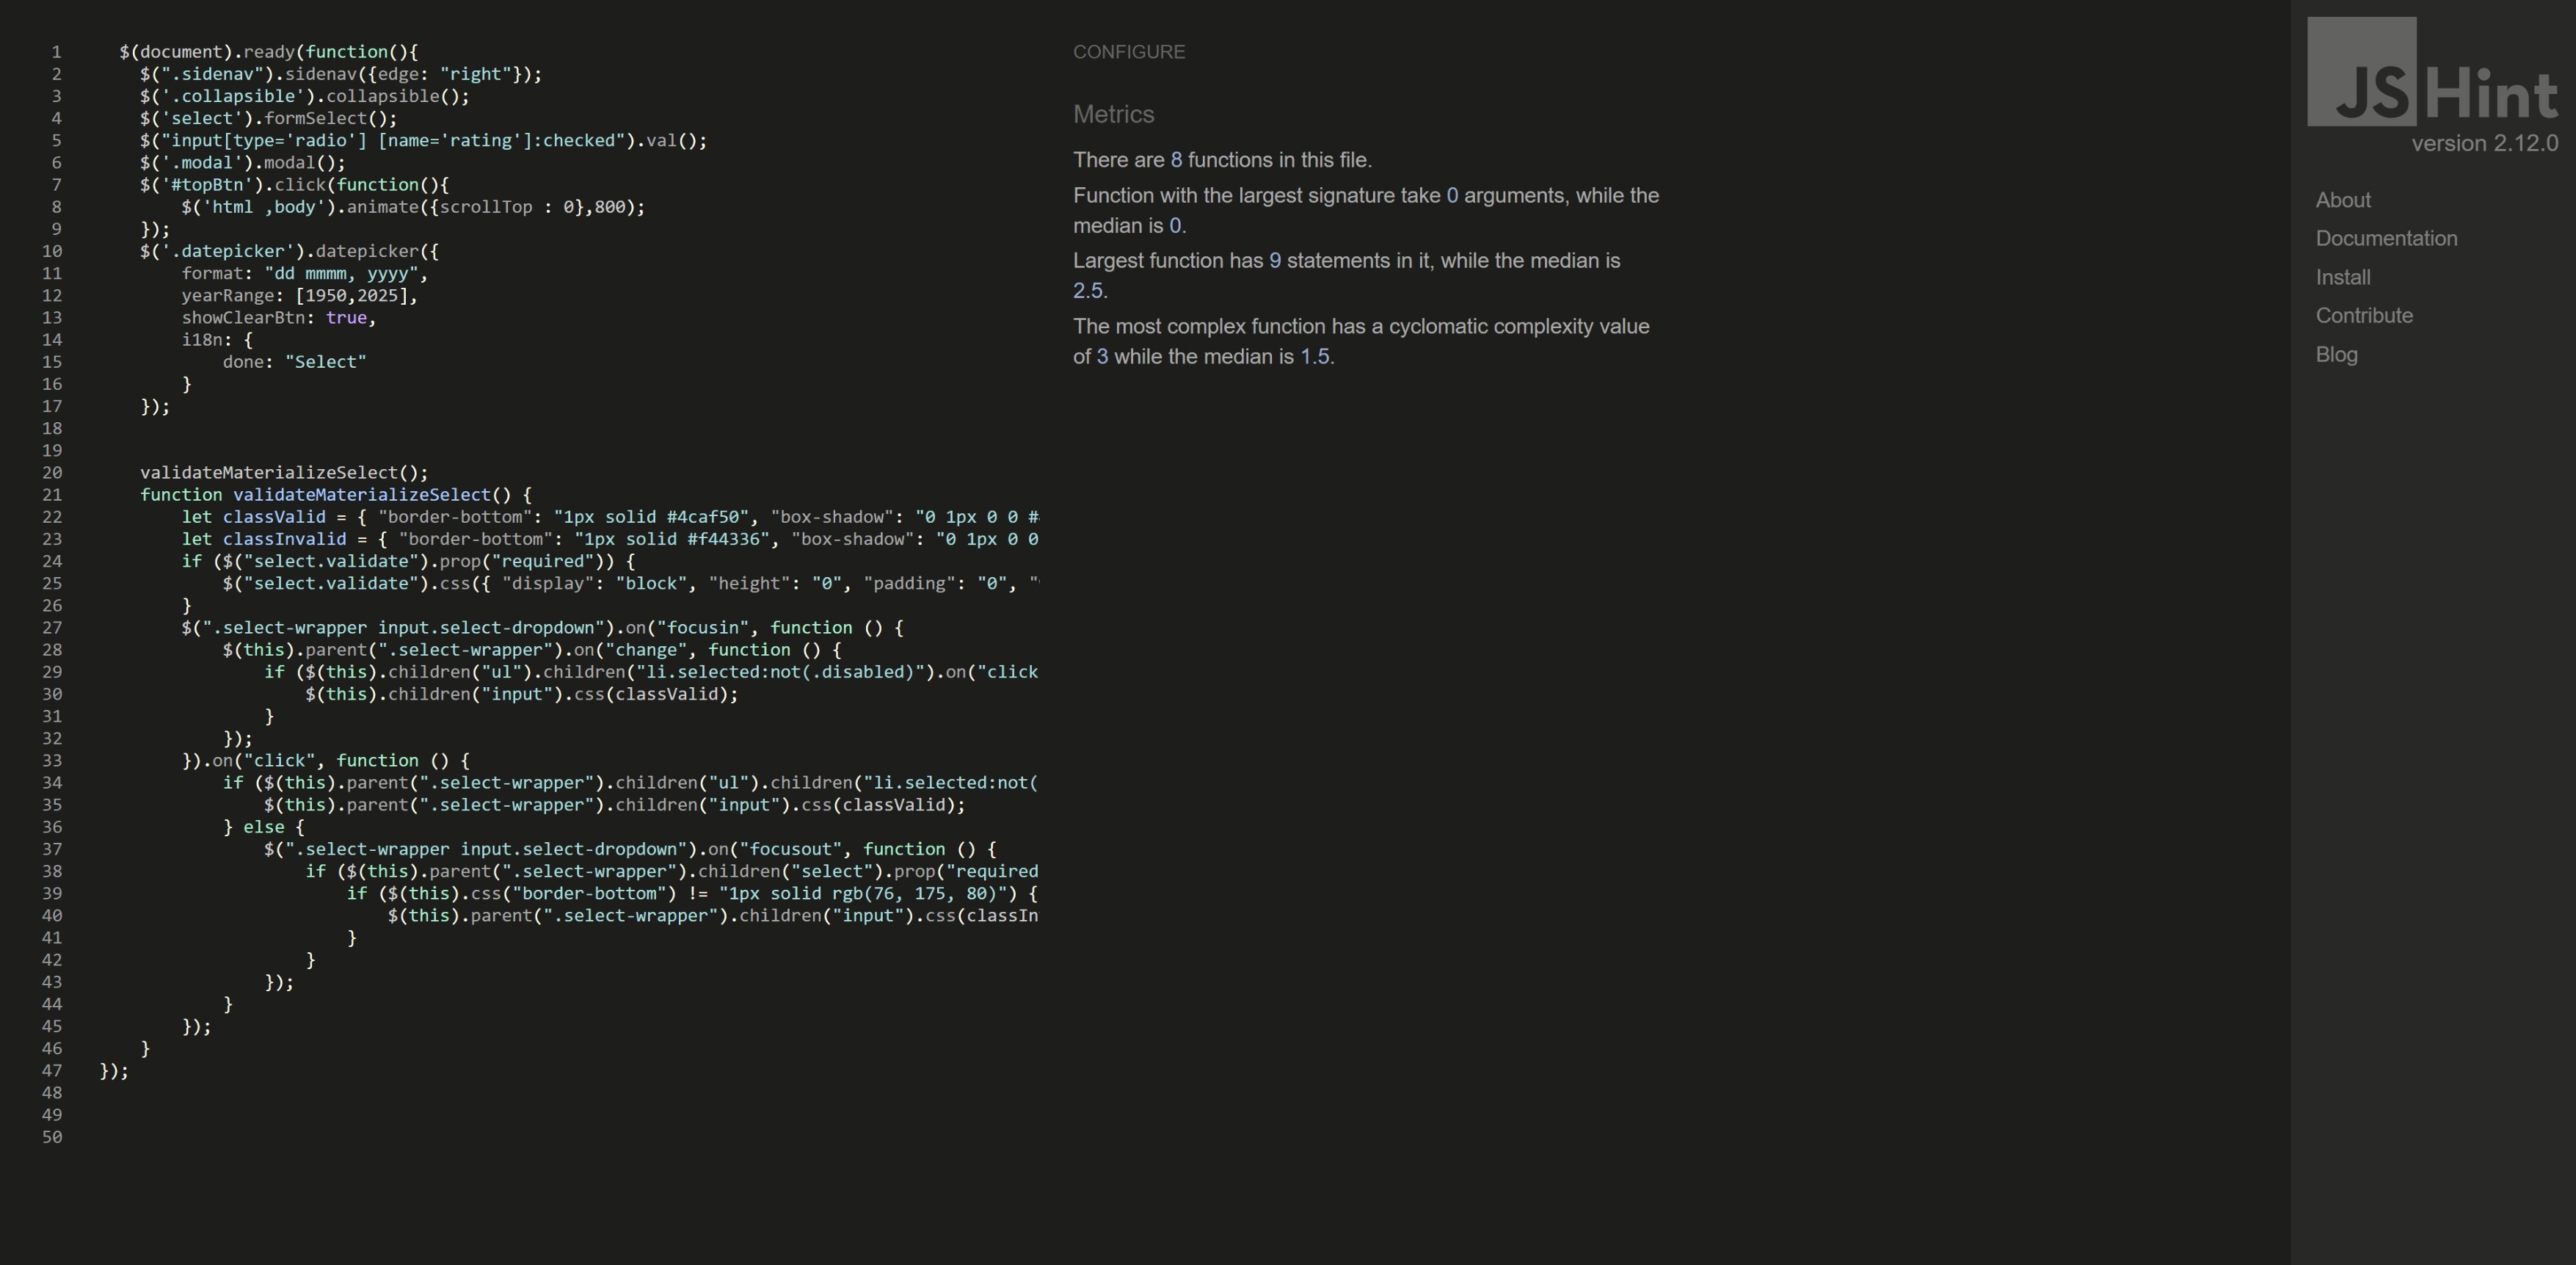 1 $(document).ready(function(){
2 $(".sidenav").sidenav({edge: "right"});
3 $('.collapsible').collapsible();
4 $('select').formSelect();
5 $("input[type='radio'] [name='rating']:checked").val();
6 $('.modal').modal();
7 $('#topBtn').click(function(){
8 $('html ,body').animate({scrollTop : 0},800);
9 });
10 $('.datepicker').datepicker({
11 format: "dd mmmm, yyyy",
12 yearRange: [1950,2025],
13 showClearBtn: true,
14 i18n: {
15 done: "Select"
16 }
17 });
18
19
20 validateMaterializeSelect();
21 function validateMaterializeSelect() {
22 let classValid = { "border-bottom": "1px solid #4caf50", "box-shadow": "0 1px 0 0 #
23 let classInvalid = { "border-bottom": "1px solid #f44336", "box-shadow": "0 1px 0 0
24 if ($("select.validate").prop("required")) {
25 $("select.validate").css({ "display": "block", "height": "0", "padding": "0", "
26 }
27 $(".select-wrapper input.select-dropdown").on("focusin", function () {
28 $(this).parent(".select-wrapper").on("change", function () {
29 if ($(this).children("ul").children("li.selected:not(.disabled)").on("click
30 $(this).children("input").css(classValid);
31 }
32 });
33 }).on("click", function () {
34 if ($(this).parent(".select-wrapper").children("ul").children("li.selected:not(
35 $(this).parent(".select-wrapper").children("input").css(classValid);
36 } else {
37 $(".select-wrapper input.select-dropdown").on("focusout", function () {
38 if ($(this).parent(".select-wrapper").children("select").prop("required
39 if ($(this).css("border-bottom") != "1px solid rgb(76, 175, 80)") {
40 $(this).parent(".select-wrapper").children("input").css(classIn
41 }
42 }
43 });
44 }
45 });
46 }
47 });
48
49
50
CONFIGURE
Metrics
There are 8 functions in this file.
Function with the largest signature take 0 arguments, while the
median is 0.
Largest function has 9 statements in it, while the median is
2.5.
The most complex function has a cyclomatic complexity value
of 3 while the median is 1.5.
JSHint
version 2.12.0
About
Documentation
Install
Contribute
Blog